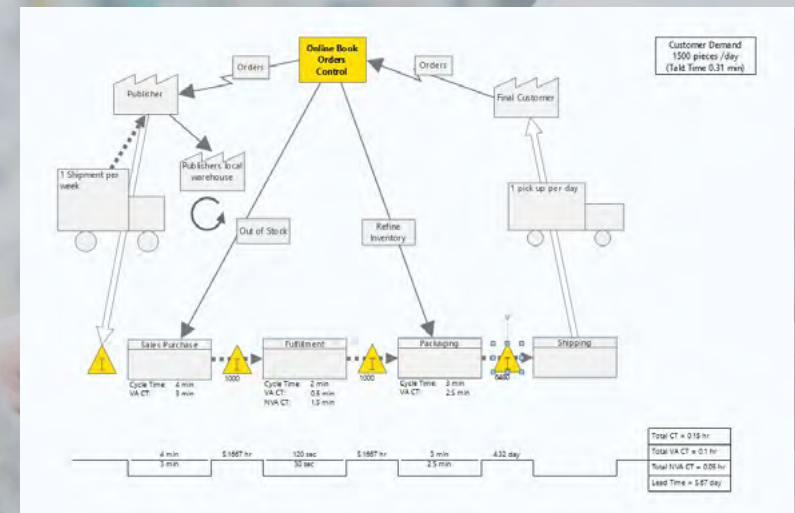 Online Book
Orders
Control
Customer Demand
1500 pieces /day
(Takt Time 0.31 min)
Orders
Orders
Publisher
Final Customer
Publishers local
warehouse
1 Shipment per
week
1 pick up per day
Out of Stock
Refine
Inventory
Sales Purchase
Fulfillment
Packaging
Shipping
I
I
I
I
1000
1000
6480
Cycle Time: 4 min
VA CT: 3 min
Cycle Time: 2 min
VA CT: 0.5 min
NVA CT: 1.5 min
Cycle Time: 3 min
VA CT: 2.5 min
4 min
5.1667 hr
120 sec
5.1667 hr
3 min
4.32 day
3 min
30 sec
2.5 min
Total CT = 0.15 hr
Total VA CT = 0.1 hr
Total NVA CT = 0.05 hr